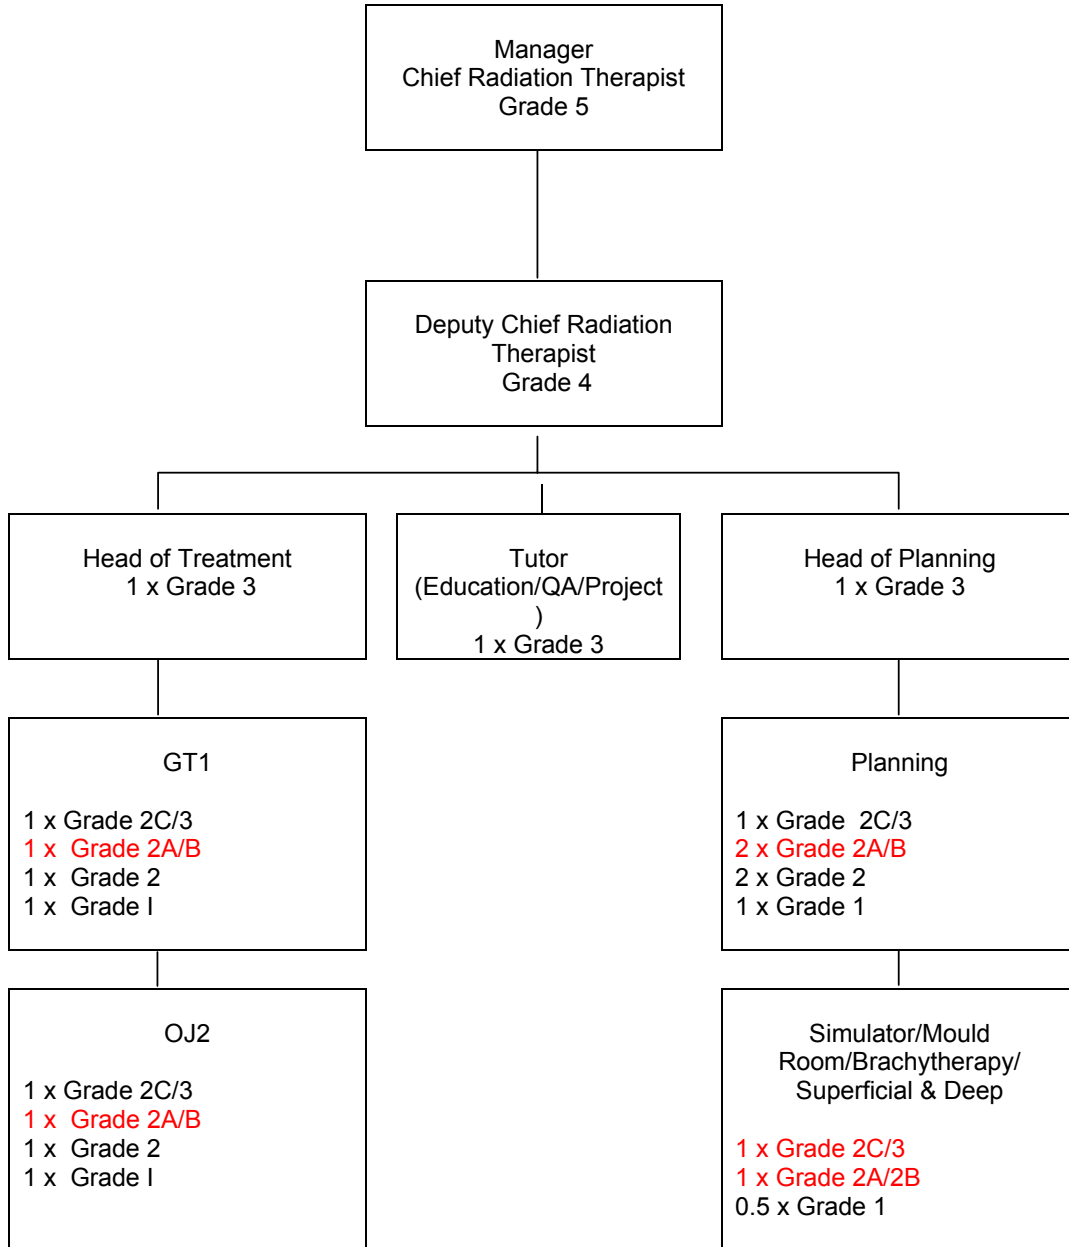 Manager
Chief Radiation Therapist
Grade 5
Deputy Chief Radiation
Therapist
Grade 4
Head of Treatment
1 x Grade 3
Tutor
(Education/QA/Project
)
1 x Grade 3
Head of Planning
1 x Grade 3
GT1
1 x Grade 2C/3
1 x Grade 2A/B
1 x Grade 2
1 x Grade I
Planning
1 x Grade 2C/3
2 x Grade 2A/B
2 x Grade 2
1 x Grade 1
OJ2
1 x Grade 2C/3
1 x Grade 2A/B
1 x Grade 2
1 x Grade I
Simulator/Mould
Room/Brachytherapy/
Superficial & Deep
1 x Grade 2C/3
1 x Grade 2A/2B
0.5 x Grade 1